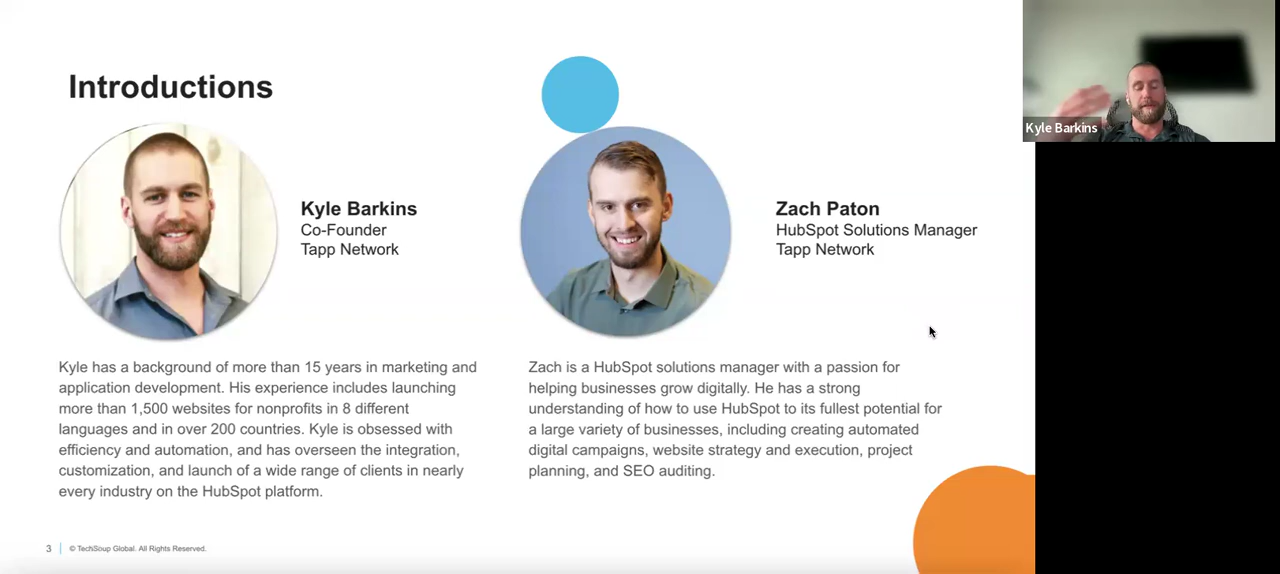 Introductions
Kyle Barkins
Co-Founder
Tapp Network
Kyle has a background of more than 15 years in marketing and
application development. His experience includes launching
more than 1,500 websites for nonprofits in 8 different
languages and in over 200 countries. Kyle is obsessed with
efficiency and automation, and has overseen the integration,
customization, and launch of a wide range of clients in nearly
every industry on the HubSpot platform.
Zach Paton
HubSpot Solutions Manager
Tapp Network
Zach is a HubSpot solutions manager with a passion for
helping businesses grow digitally. He has a strong
understanding of how to use HubSpot to its fullest potential for
a large variety of businesses, including creating automated
digital campaigns, website strategy and execution, project
planning, and SEO auditing.
3
© TechSoup Global. All Rights Reserved.
Kyle Barkins